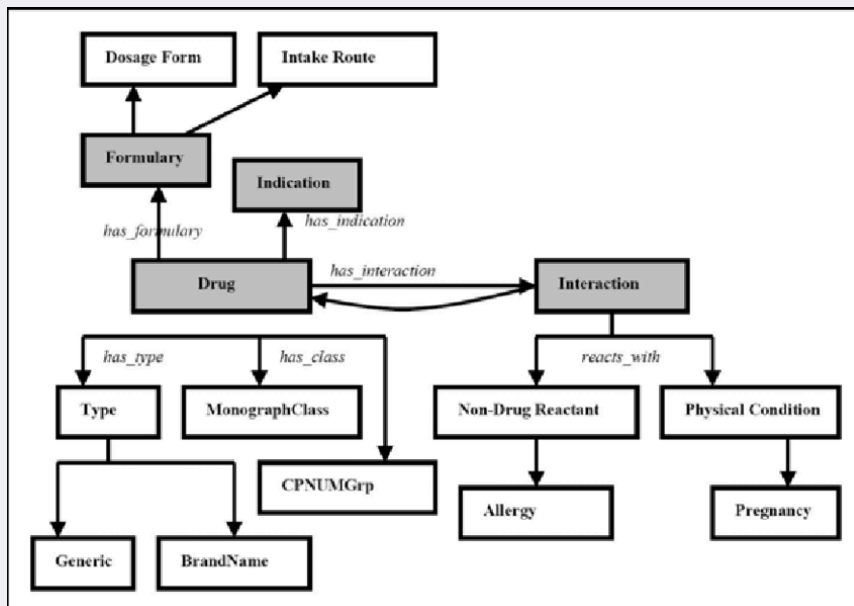 Dosage Form
Intake Route
Formulary
Indication
has_formulary
has_indication
Drug
has_interaction
Interaction
has_type
has_class
reacts_with
Type
MonographClass
Non-Drug Reactant
Physical Condition
CPNUMGrp
Allergy
Pregnancy
Generic
BrandName